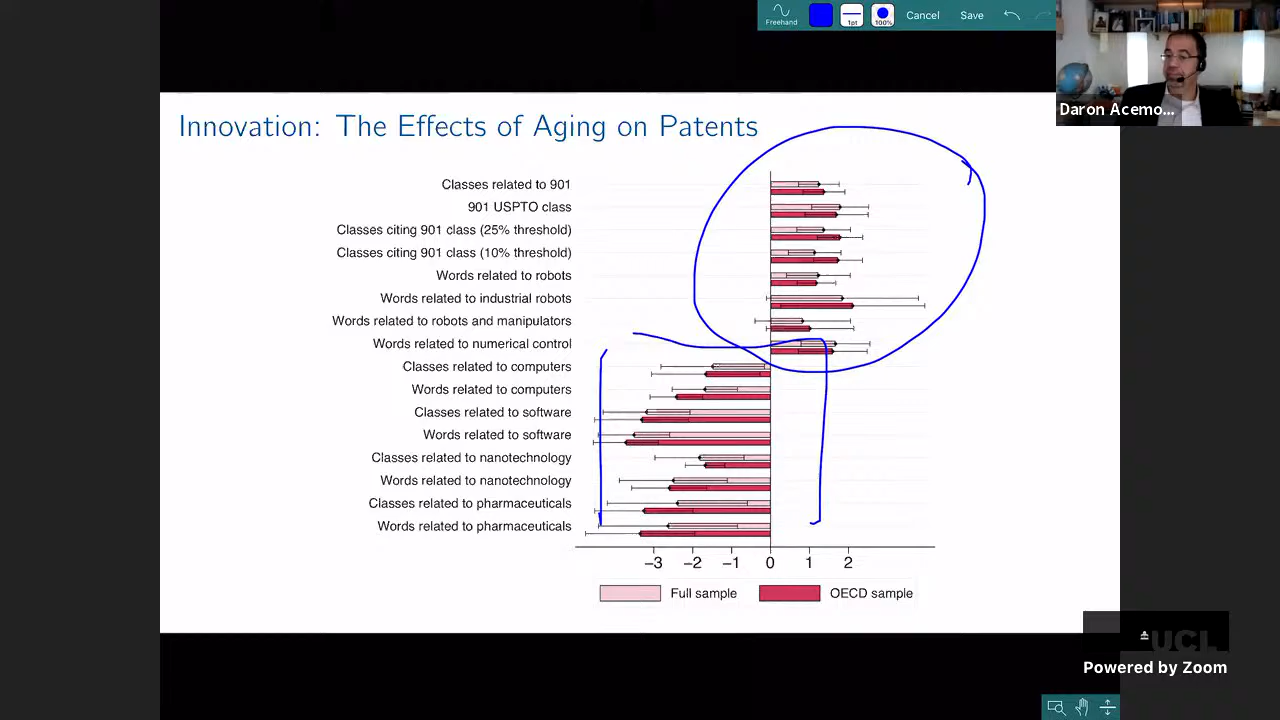 Freehand
1pt
100%
Cancel
Save
Daron Acemo...
Innovation: The Effects of Aging on Patents
Classes related to 901
901 USPTO class
Classes citing 901 class (25% threshold)
Classes citing 901 class (10% threshold)
Words related to robots
Words related to industrial robots
Words related to robots and manipulators
Words related to numerical control
Classes related to computers
Words related to computers
Classes related to software
Words related to software
Classes related to nanotechnology
Words related to nanotechnology
Classes related to pharmaceuticals
Words related to pharmaceuticals
−3 −2 −1 0 1 2
Full sample OECD sample
UCL
Powered by Zoom